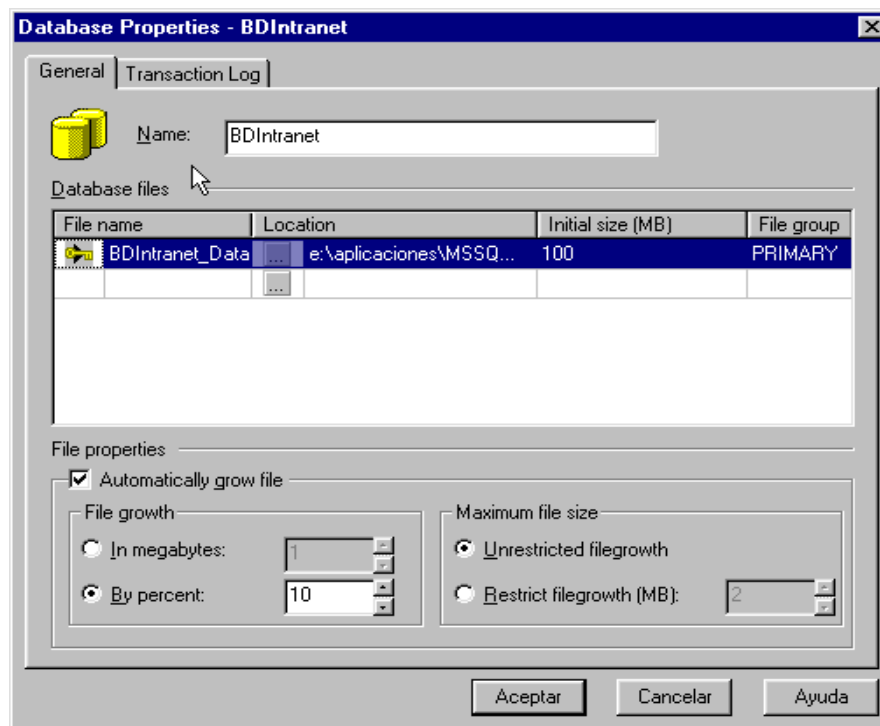 Database Properties - BDIntranet
General Transaction Log
Name: BDIntranet
Database files
File name Location Initial size (MB) File group
BDIntranet_Data ... e:\aplicaciones\MSSQ... 100 PRIMARY
...
File properties
Automatically grow file
File growth Maximum file size
In megabytes: 1 Unrestricted filegrowth
By percent: 10 Restrict filegrowth (MB): 2
Aceptar Cancelar Ayuda